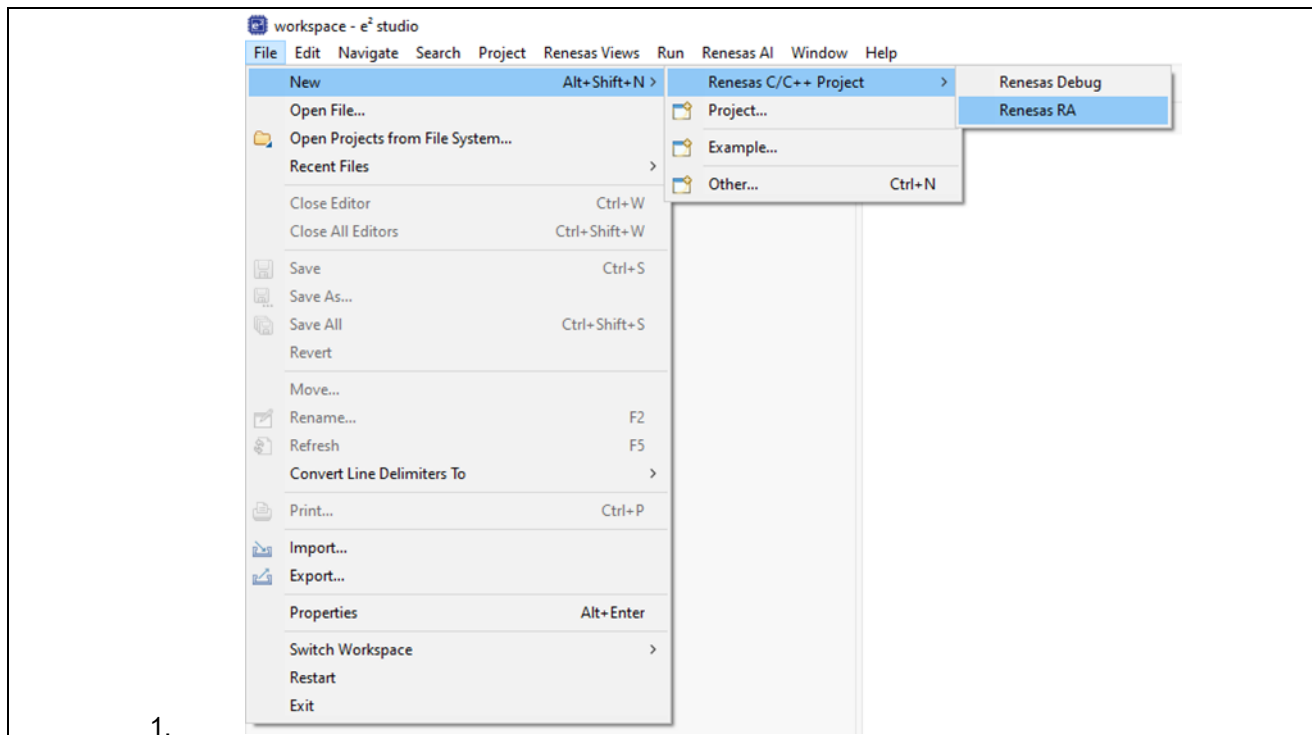 workspace - e² studio
File Edit Navigate Search Project Renesas Views Run Renesas AI Window Help
New Alt+Shift+N >
Open File...
Open Projects from File System...
Recent Files >
Close Editor Ctrl+W
Close All Editors Ctrl+Shift+W
Save Ctrl+S
Save As...
Save All Ctrl+Shift+S
Revert
Move...
Rename... F2
Refresh F5
Convert Line Delimiters To >
Print... Ctrl+P
Import...
Export...
Properties Alt+Enter
Switch Workspace >
Restart
Exit
Renesas C/C++ Project >
Project...
Example...
Other... Ctrl+N
Renesas Debug
Renesas RA
1.